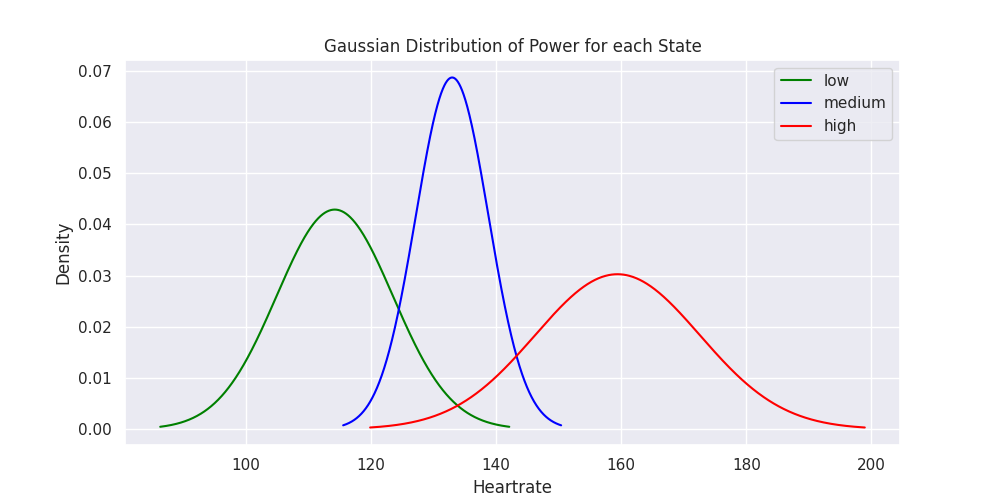 Gaussian Distribution of Power for each State
low
medium
high
Density
0.07
0.06
0.05
0.04
0.03
0.02
0.01
0.00
100 120 140 160 180 200
Heartrate